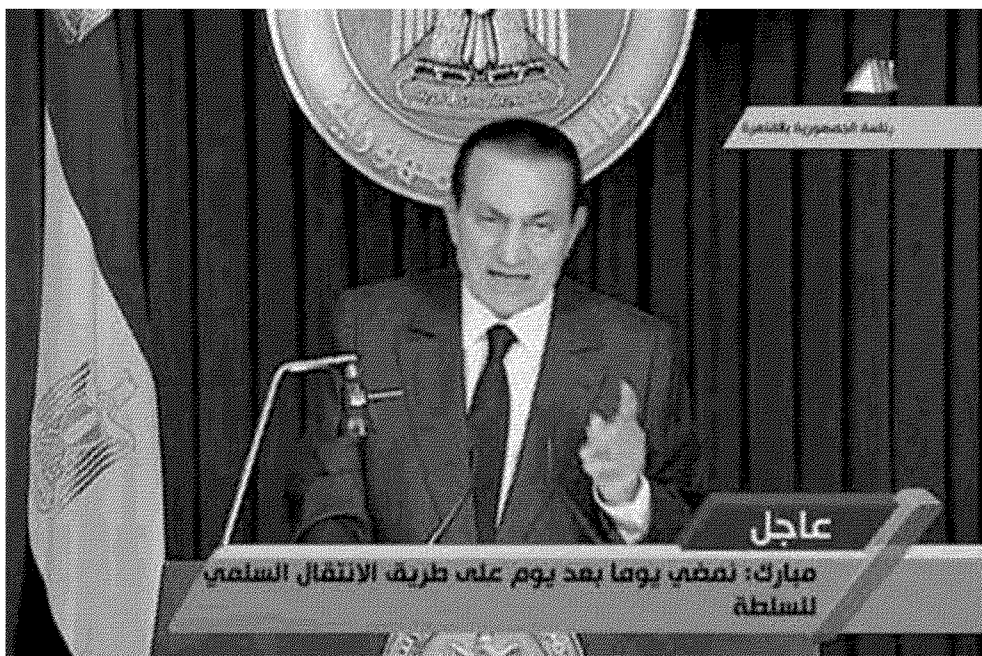 رئاسة الجمهورية بالقاهرة
عاجل
مبارك: نمضي يوما بعد يوم على طريق الانتقال السلمي
للسلطة